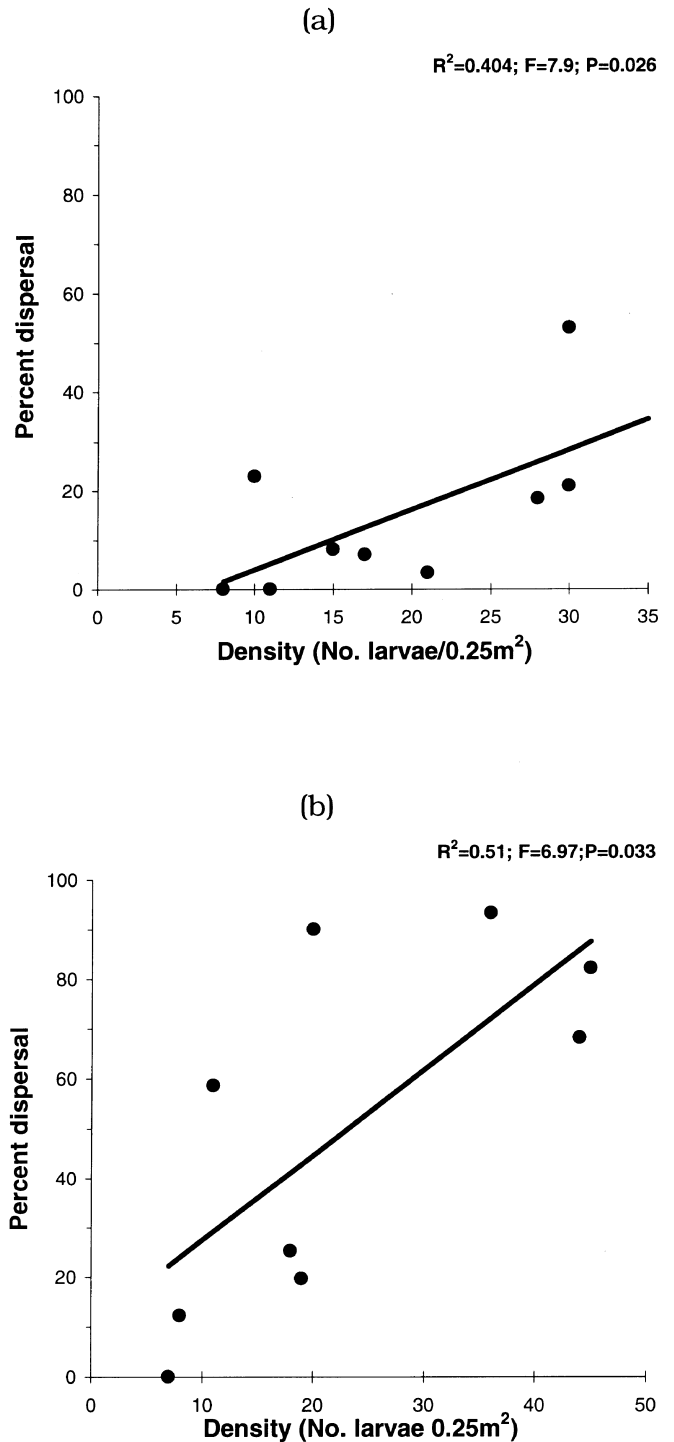 (a)
R²=0.404; F=7.9; P=0.026
100
80
60
40
20
0
Percent dispersal
0 5 10 15 20 25 30 35
Density (No. larvae/0.25m²)
(b)
R²=0.51; F=6.97;P=0.033
100
80
60
40
20
0
Percent dispersal
0 10 20 30 40 50
Density (No. larvae 0.25m²)